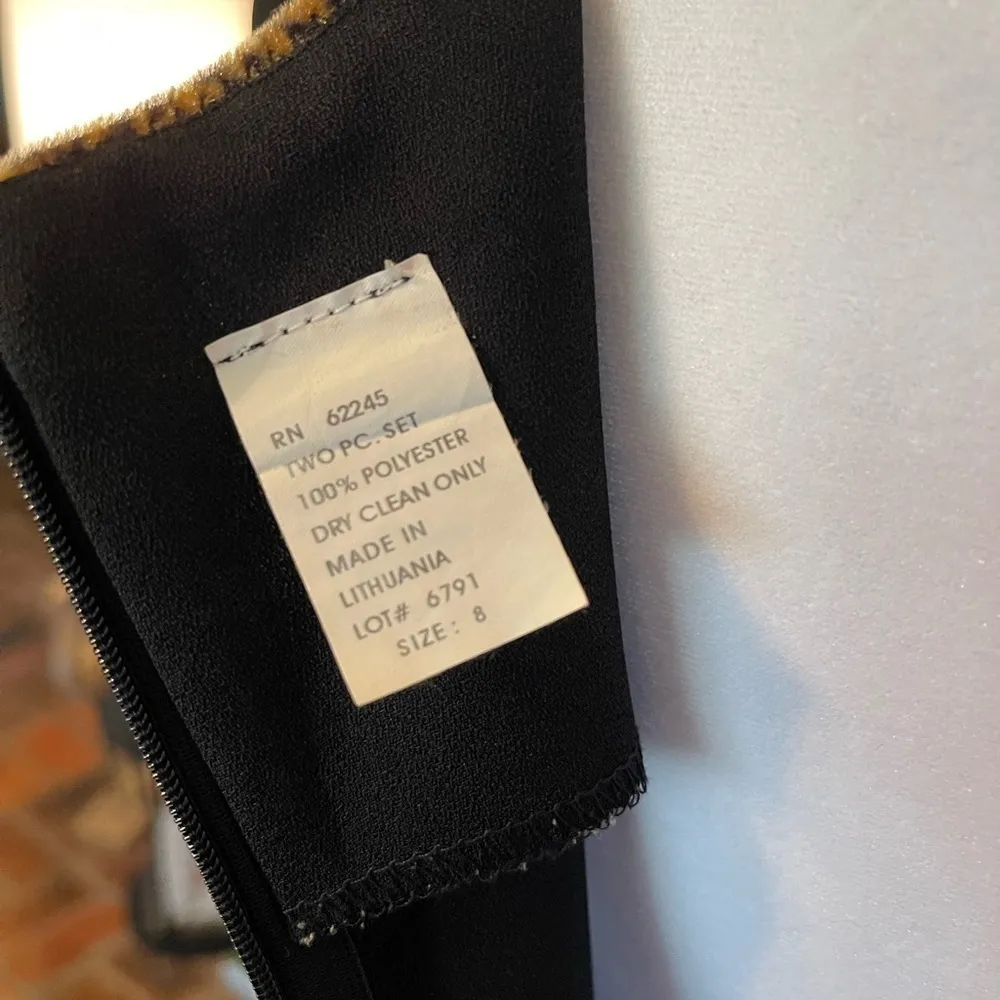 RN 62245
TWO PC. SET
100% POLYESTER
DRY CLEAN ONLY
MADE IN
LITHUANIA
LOT# 6791
SIZE: 8